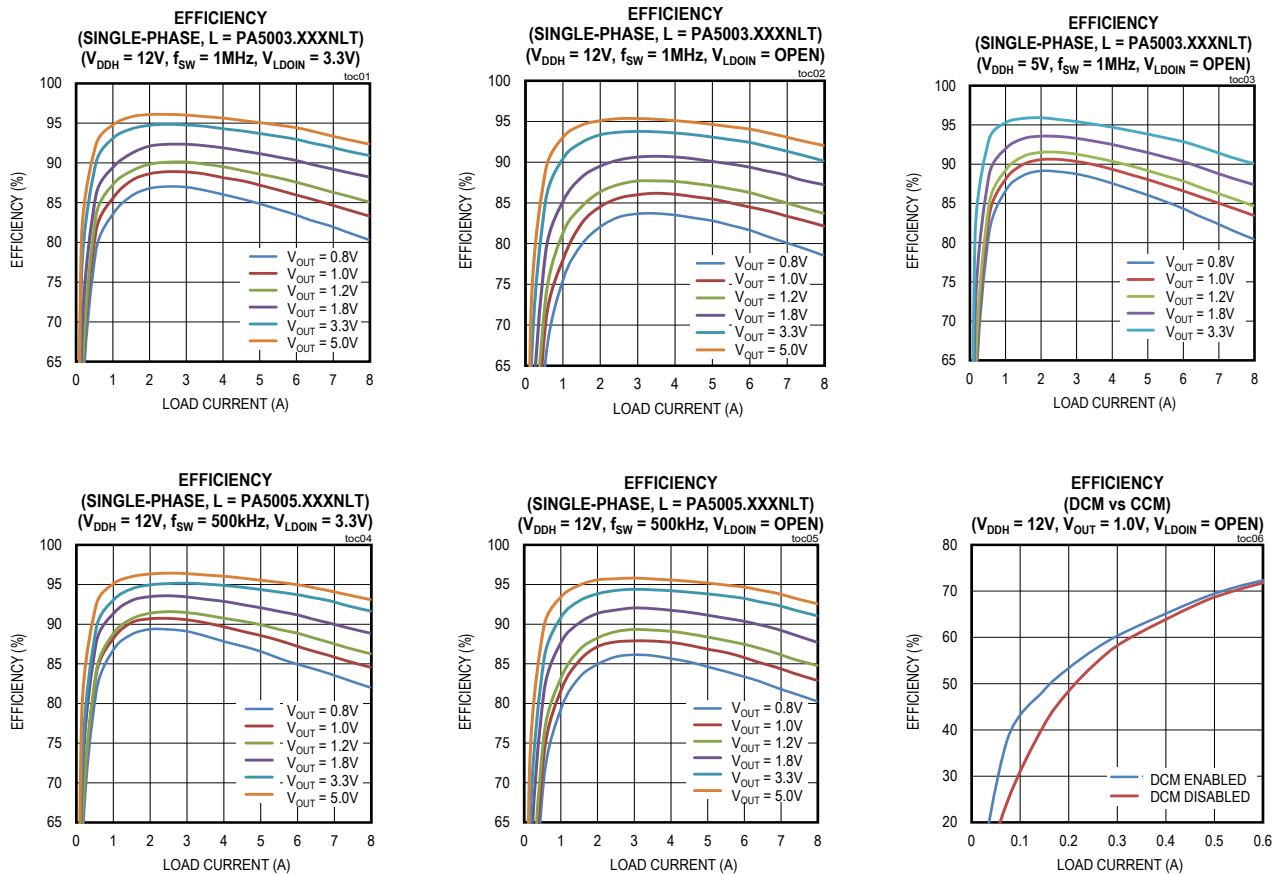 EFFICIENCY
(SINGLE-PHASE, L = PA5003.XXXNLT)
(VDDH = 12V, fSW = 1MHz, VLDOIN = 3.3V)
toc01
100
95
90
85
80
75
70
65
EFFICIENCY (%)
VOUT = 0.8V
VOUT = 1.0V
VOUT = 1.2V
VOUT = 1.8V
VOUT = 3.3V
VOUT = 5.0V
0 1 2 3 4 5 6 7 8
LOAD CURRENT (A)
EFFICIENCY
(SINGLE-PHASE, L = PA5003.XXXNLT)
(VDDH = 12V, fSW = 1MHz, VLDOIN = OPEN)
toc02
100
95
90
85
80
75
70
65
EFFICIENCY (%)
VOUT = 0.8V
VOUT = 1.0V
VOUT = 1.2V
VOUT = 1.8V
VOUT = 3.3V
VOUT = 5.0V
0 1 2 3 4 5 6 7 8
LOAD CURRENT (A)
EFFICIENCY
(SINGLE-PHASE, L = PA5003.XXXNLT)
(VDDH = 5V, fSW = 1MHz, VLDOIN = OPEN)
toc03
100
95
90
85
80
75
70
65
EFFICIENCY (%)
VOUT = 0.8V
VOUT = 1.0V
VOUT = 1.2V
VOUT = 1.8V
VOUT = 3.3V
0 1 2 3 4 5 6 7 8
LOAD CURRENT (A)
EFFICIENCY
(SINGLE-PHASE, L = PA5005.XXXNLT)
(VDDH = 12V, fSW = 500kHz, VLDOIN = 3.3V)
toc04
100
95
90
85
80
75
70
65
EFFICIENCY (%)
VOUT = 0.8V
VOUT = 1.0V
VOUT = 1.2V
VOUT = 1.8V
VOUT = 3.3V
VOUT = 5.0V
0 1 2 3 4 5 6 7 8
LOAD CURRENT (A)
EFFICIENCY
(SINGLE-PHASE, L = PA5005.XXXNLT)
(VDDH = 12V, fSW = 500kHz, VLDOIN = OPEN)
toc05
100
95
90
85
80
75
70
65
EFFICIENCY (%)
VOUT = 0.8V
VOUT = 1.0V
VOUT = 1.2V
VOUT = 1.8V
VOUT = 3.3V
VOUT = 5.0V
0 1 2 3 4 5 6 7 8
LOAD CURRENT (A)
EFFICIENCY
(DCM vs CCM)
(VDDH = 12V, VOUT = 1.0V, VLDOIN = OPEN)
toc06
80
70
60
50
40
30
20
EFFICIENCY (%)
DCM ENABLED
DCM DISABLED
0 0.1 0.2 0.3 0.4 0.5 0.6
LOAD CURRENT (A)